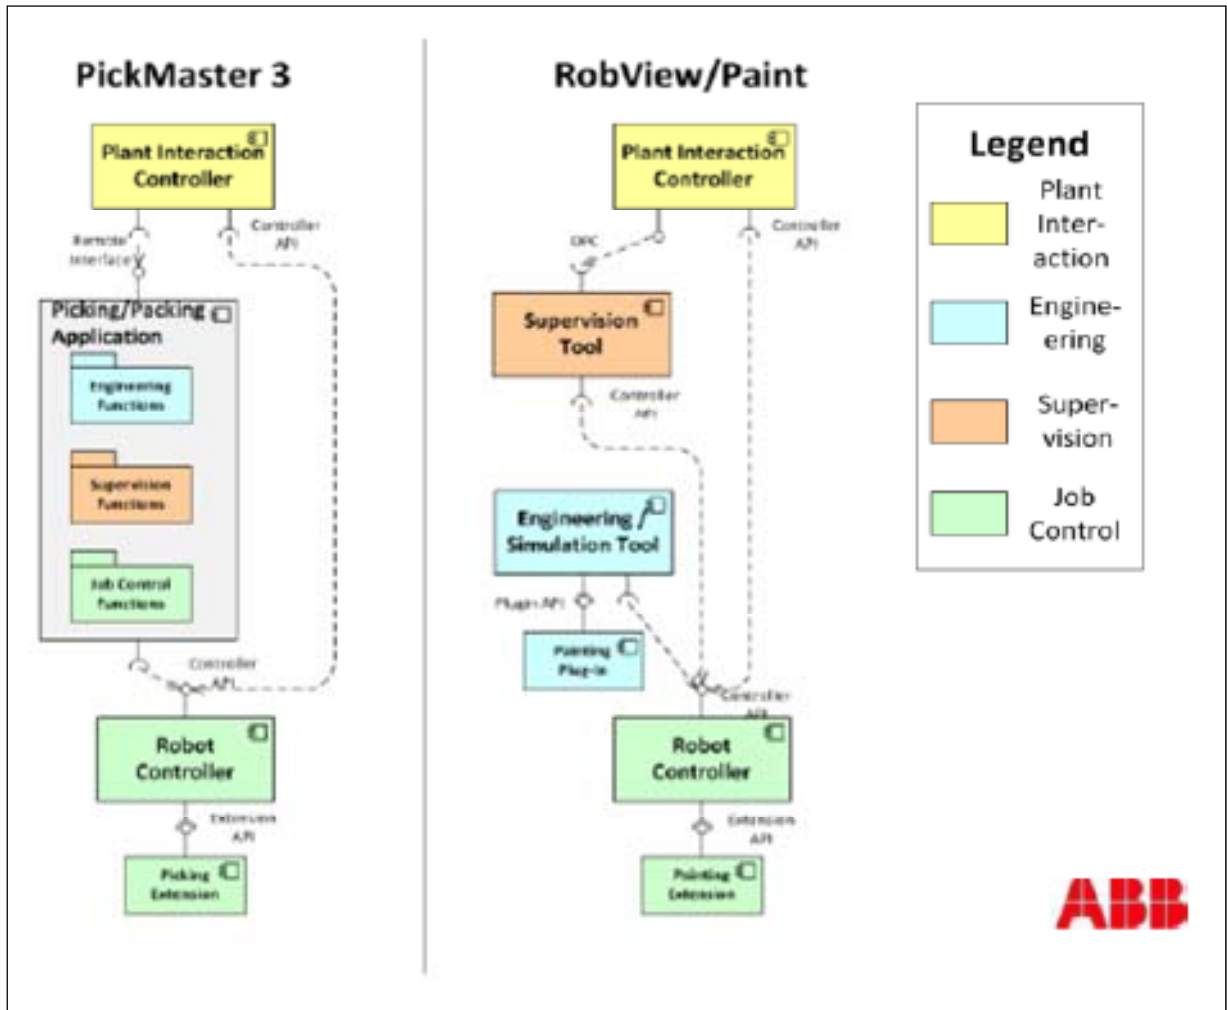 PickMaster 3
Plant Interaction
Controller
Remote
Interface
Controller
API
Picking/Packing
Application
Engineering
Functions
Supervision
Functions
Job Control
Functions
Controller
API
Robot
Controller
Extension
API
Picking
Extension
RobView/Paint
Plant Interaction
Controller
OPC
Controller
API
Supervision
Tool
Controller
API
Engineering /
Simulation Tool
Plugin API
Painting
Plug-in
Controller
API
Robot
Controller
Extension
API
Painting
Extension
Legend
Plant
Inter-
action
Engine-
ering
Super-
vision
Job
Control
ABB